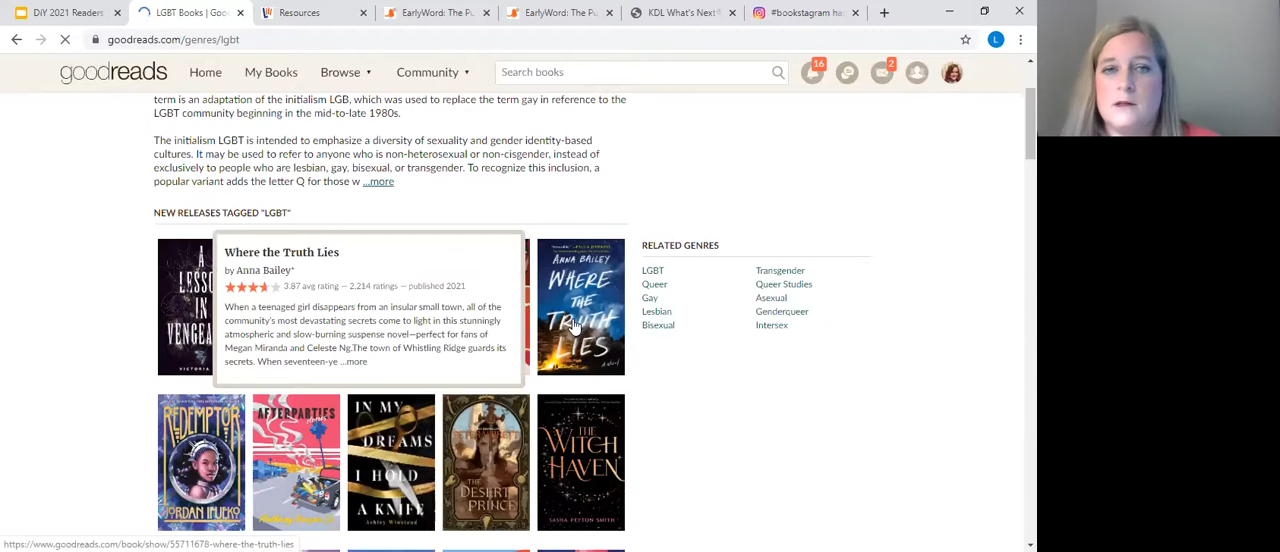 DiY 2021 Readers
LGBT Books | Goo
Resources
EarlyWord: The Pu
EarlyWord: The Pu
KDL What's Next®
#bookstagram ha
L
goodreads.com/genres/lgbt
goodreads
Home
My Books
Browse
Community
Search books
16
2
term is an adaptation of the initialism LGB, which was used to replace the term gay in reference to the
LGBT community beginning in the mid-to-late 1980s.
The initialism LGBT is intended to emphasize a diversity of sexuality and gender identity-based
cultures. It may be used to refer to anyone who is non-heterosexual or non-cisgender, instead of
exclusively to people who are lesbian, gay, bisexual, or transgender. To recognize this inclusion, a
popular variant adds the letter Q for those w ...more
NEW RELEASES TAGGED "LGBT"
A
LESSO
IN
VENGEA
VICTORIA
Where the Truth Lies
by Anna Bailey*
3.87 avg rating — 2,214 ratings — published 2021
When a teenaged girl disappears from an insular small town, all of the
community's most devastating secrets come to light in this stunningly
atmospheric and slow-burning suspense novel—perfect for fans of
Megan Miranda and Celeste Ng.The town of Whistling Ridge guards its
secrets. When seventeen-ye ...more
ANNA BAILEY
WHERE
THE
TRUTH
LIES
A Novel
RELATED GENRES
LGBT
Queer
Gay
Lesbian
Bisexual
Transgender
Queer Studies
Asexual
Genderqueer
Intersex
REDEMPTOR
JORDAN IFUEKO
AFTERPARTIES
IN MY
DREAMS
I HOLD
A KNIFE
Ashley Winstead
THE
DESERT
PRINCE
THE
WITCH
HAVEN
SASHA PEYTON SMITH
https://www.goodreads.com/book/show/55711678-where-the-truth-lies